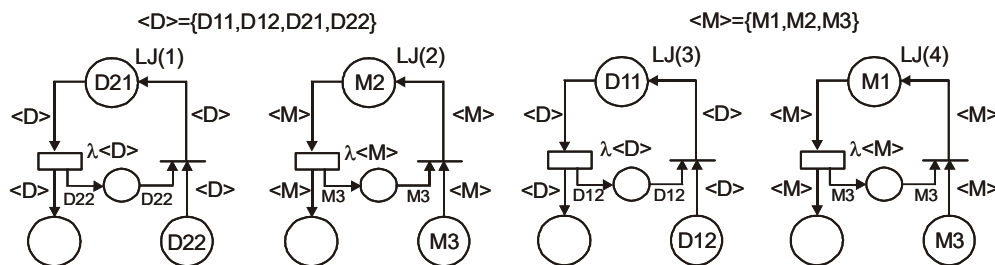 <D>={D11,D12,D21,D22} <M>={M1,M2,M3}
LJ(1) LJ(2) LJ(3) LJ(4)
D21 M2 D11 M1
<D> <D> <M> <M> <D> <D> <M> <M>
λ<D> λ<M> λ<D> λ<M>
<D> <D> <M> <M> <D> <D> <M> <M>
D22 D22 M3 M3 D12 D12 M3 M3
D22 M3 D12 M3